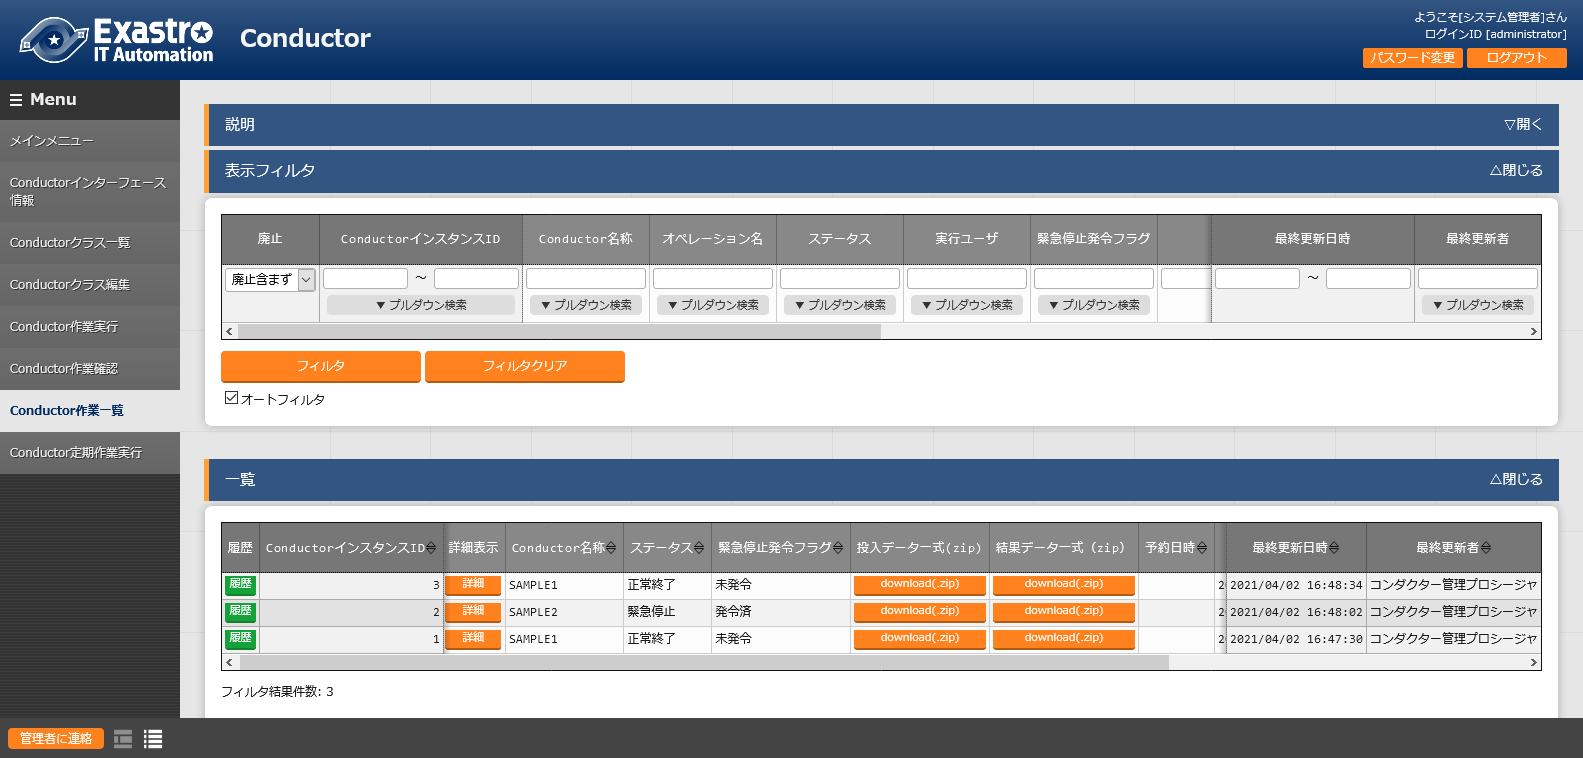 Exastro
IT Automation
Conductor
ようこそ[システム管理者]さん
ログインID [administrator]
パスワード変更 ログアウト
Menu
メインメニュー
Conductorインターフェース
情報
Conductorクラス一覧
Conductorクラス編集
Conductor作業実行
Conductor作業確認
Conductor作業一覧
Conductor定期作業実行
説明 ▽開く
表示フィルタ △閉じる
廃止 ConductorインスタンスID Conductor名称 オペレーション名 ステータス 実行ユーザ 緊急停止発令フラグ 最終更新日時 最終更新者
廃止含まず ～ ～
▼ プルダウン検索 ▼ プルダウン検索 ▼ プルダウン検索 ▼ プルダウン検索 ▼ プルダウン検索 ▼ プルダウン検索 ▼ プルダウン検索
フィルタ フィルタクリア
オートフィルタ
一覧 △閉じる
履歴 ConductorインスタンスID 詳細表示 Conductor名称 ステータス 緊急停止発令フラグ 投入データ一式(zip) 結果データ一式(zip) 予約日時 最終更新日時 最終更新者
履歴 3 詳細 SAMPLE1 正常終了 未発令 download(.zip) download(.zip) 2 2021/04/02 16:48:34 コンダクター管理プロシージャ
履歴 2 詳細 SAMPLE2 緊急停止 発令済 download(.zip) download(.zip) 2 2021/04/02 16:48:02 コンダクター管理プロシージャ
履歴 1 詳細 SAMPLE1 正常終了 未発令 download(.zip) download(.zip) 2 2021/04/02 16:47:30 コンダクター管理プロシージャ
フィルタ結果件数: 3
管理者に連絡